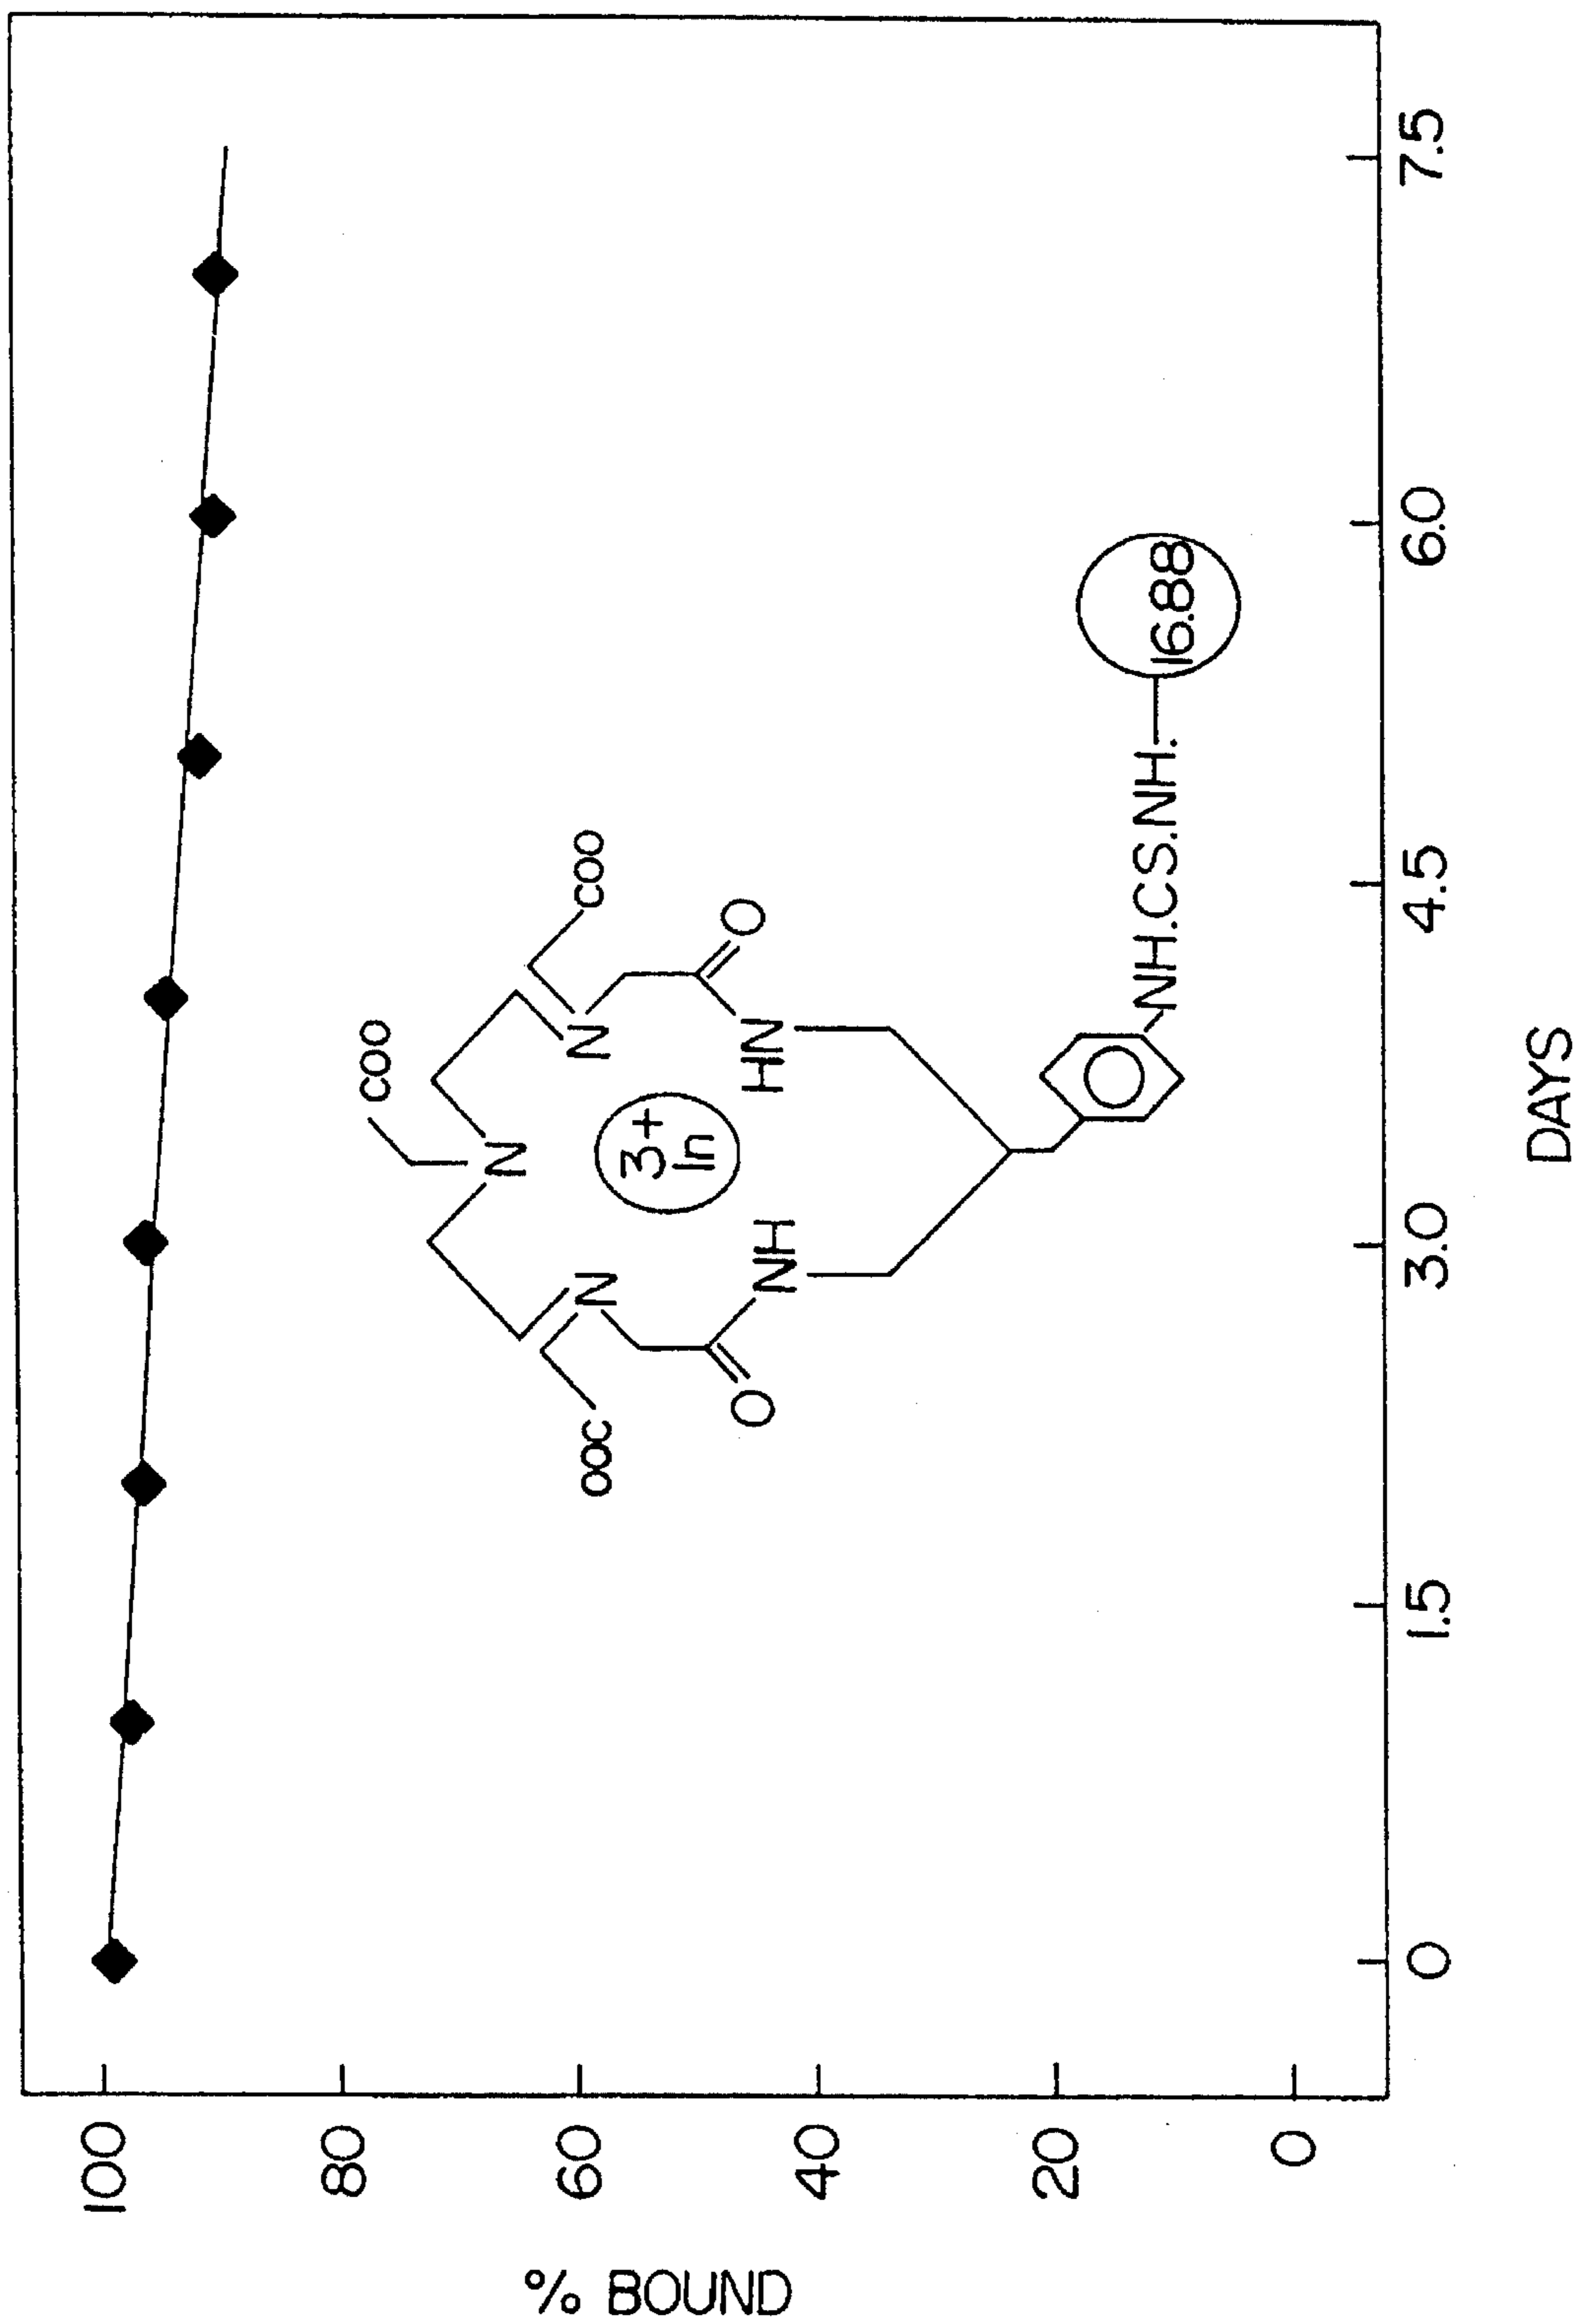 % BOUND
100
80
60
40
20
0
COO
N
N
N
COO
OOC
3+
In
O
NH
HN
O
NH.CS.NH.
16.88
0
1.5
3.0
4.5
6.0
7.5
DAYS